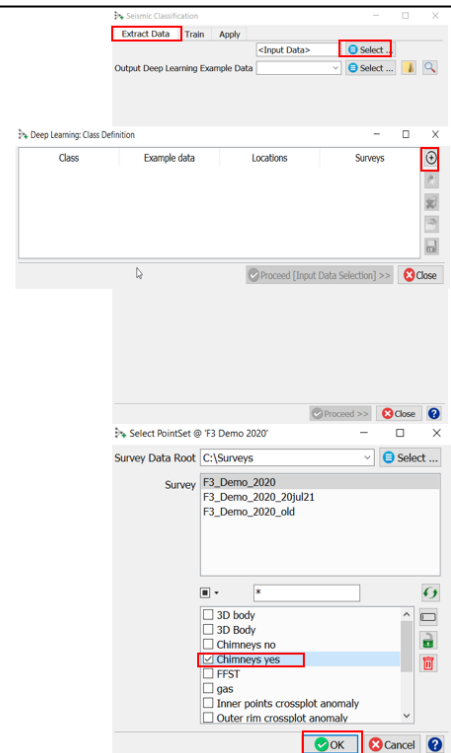 Seismic Classification
Extract Data Train Apply
<Input Data> Select ...
Output Deep Learning Example Data Select ...
Deep Learning: Class Definition
Class Example data Locations Surveys
Proceed [Input Data Selection] >> Close
Proceed >> Close ?
Select PointSet @ 'F3 Demo 2020'
Survey Data Root C:\Surveys Select ...
Survey F3_Demo_2020
F3_Demo_2020_20jul21
F3_Demo_2020_old
*
3D body
3D Body
Chimneys no
Chimneys yes
FFST
gas
Inner points crossplot anomaly
Outer rim crossplot anomaly
OK Cancel ?